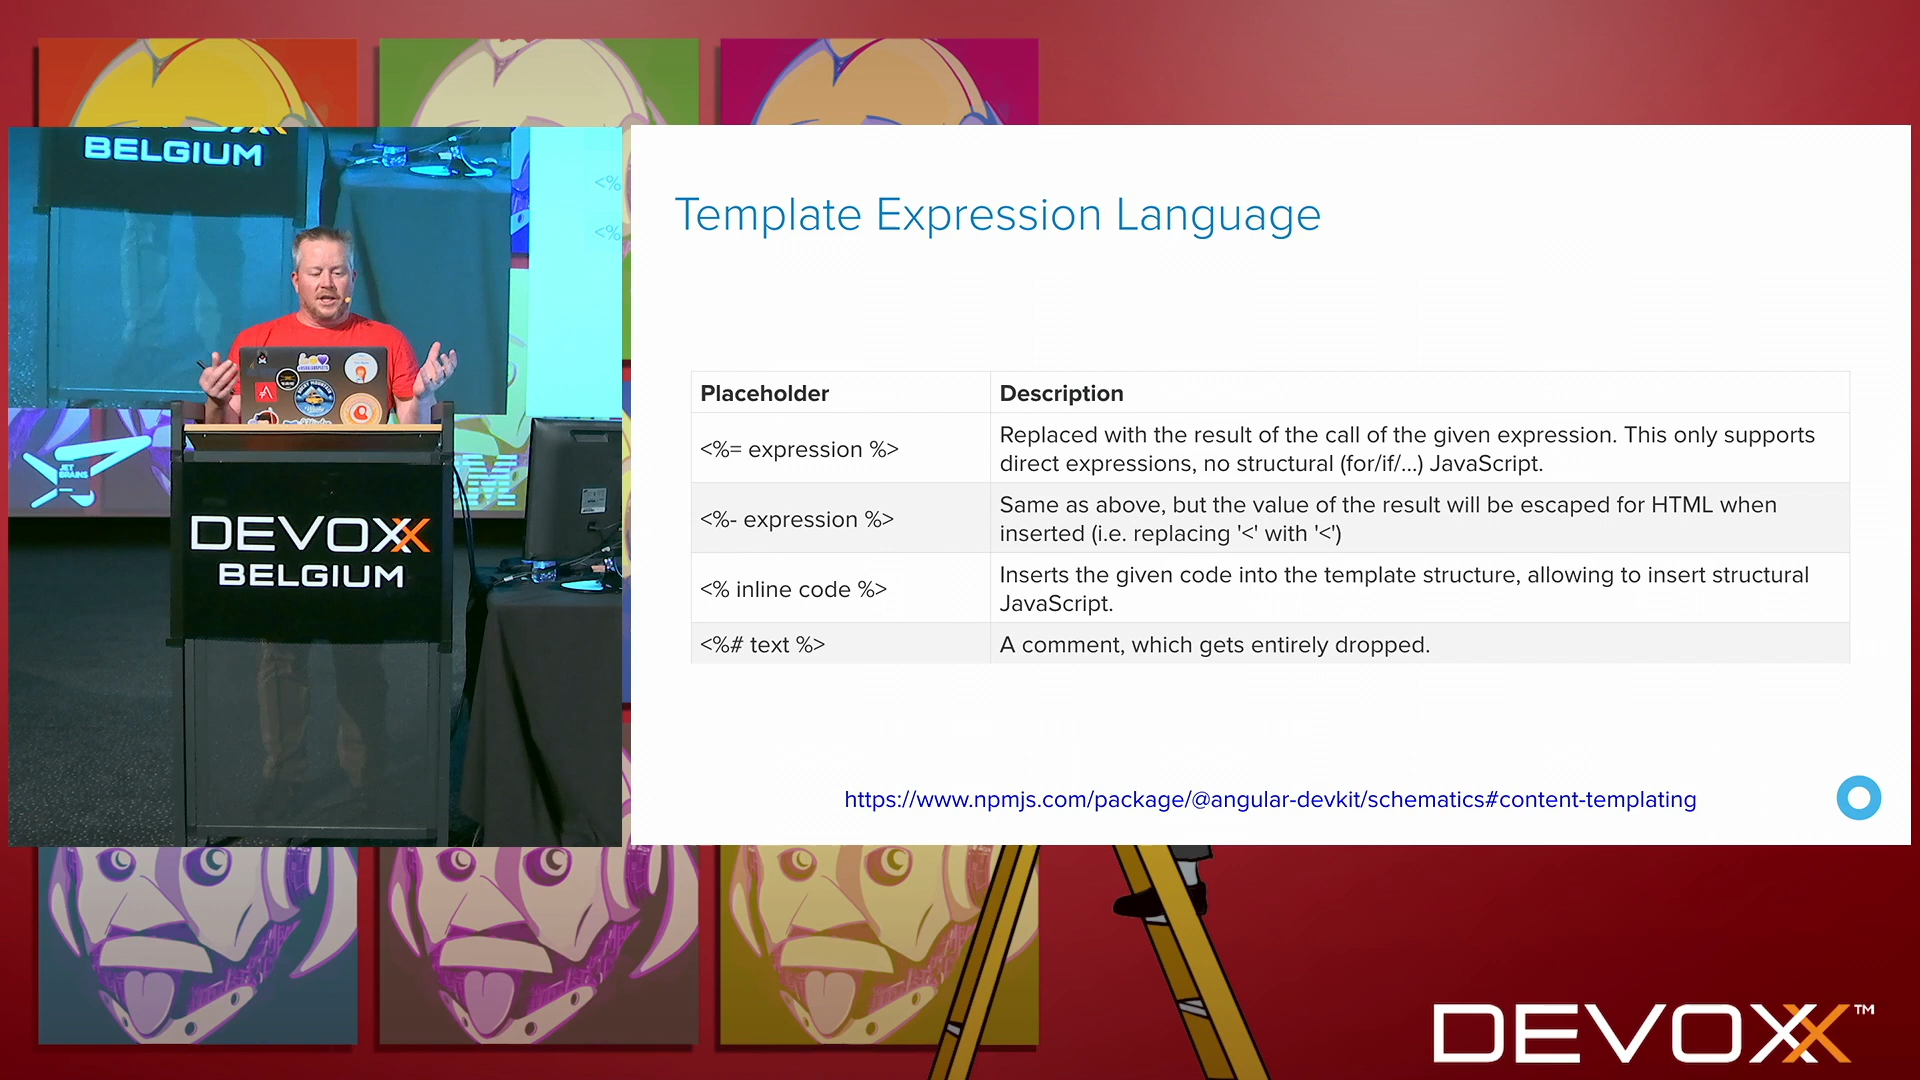 BELGIUM
<%
<%
JET
BRAINS
DEVOXX
BELGIUM
Template Expression Language
Placeholder Description
<%= expression %> Replaced with the result of the call of the given expression. This only supports
direct expressions, no structural (for/if/...) JavaScript.
<%- expression %> Same as above, but the value of the result will be escaped for HTML when
inserted (i.e. replacing '<' with '<')
<% inline code %> Inserts the given code into the template structure, allowing to insert structural
JavaScript.
<%# text %> A comment, which gets entirely dropped.
https://www.npmjs.com/package/@angular-devkit/schematics#content-templating
DEVOXX™